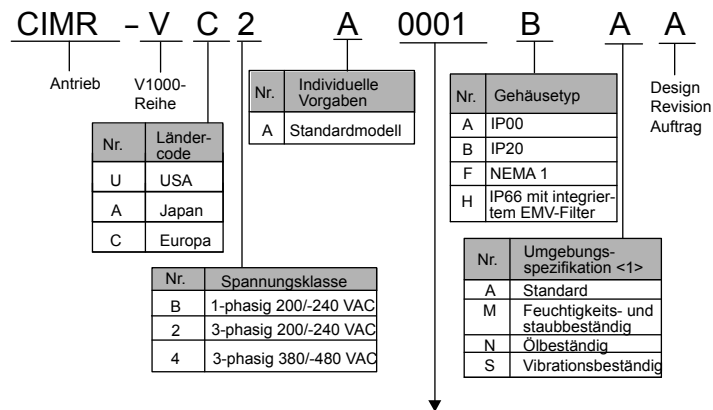 CIMR – V C 2 A 0001 B A A
Antrieb
V1000-
Reihe
Design
Revision
Auftrag
Nr. Länder-
code
U USA
A Japan
C Europa
Nr. Spannungsklasse
B 1-phasig 200/-240 VAC
2 3-phasig 200/-240 VAC
4 3-phasig 380/-480 VAC
Nr. Individuelle
Vorgaben
A Standardmodell
Nr. Gehäusetyp
A IP00
B IP20
F NEMA 1
H IP66 mit integrier-
tem EMV-Filter
Nr. Umgebungs-
spezifikation <1>
A Standard
M Feuchtigkeits- und
staubbeständig
N Ölbeständig
S Vibrationsbeständig